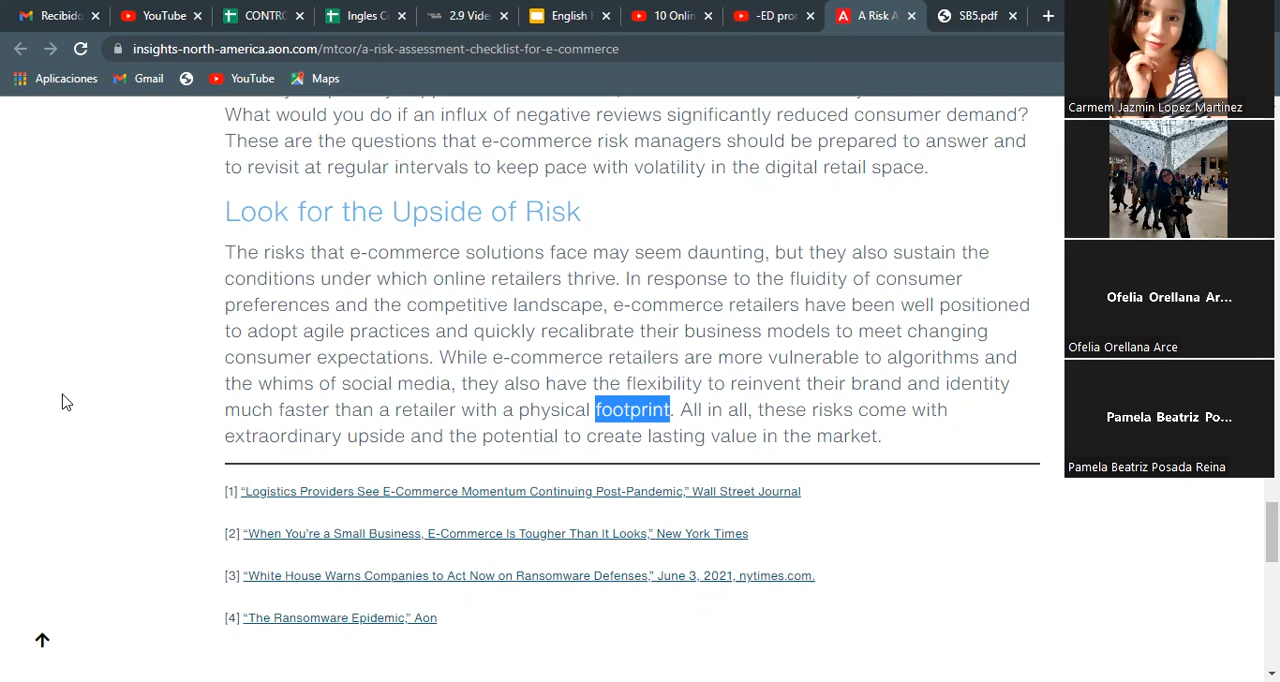 Recibido
YouTube
CONTRO
Ingles C
2.9 Vide
English F
10 Onlin
-ED pron
A Risk A
SB5.pdf
insights-north-america.aon.com/mtcor/a-risk-assessment-checklist-for-e-commerce
Aplicaciones
Gmail
YouTube
Maps
What would you do if an influx of negative reviews significantly reduced consumer demand?
These are the questions that e-commerce risk managers should be prepared to answer and
to revisit at regular intervals to keep pace with volatility in the digital retail space.
Look for the Upside of Risk
The risks that e-commerce solutions face may seem daunting, but they also sustain the
conditions under which online retailers thrive. In response to the fluidity of consumer
preferences and the competitive landscape, e-commerce retailers have been well positioned
to adopt agile practices and quickly recalibrate their business models to meet changing
consumer expectations. While e-commerce retailers are more vulnerable to algorithms and
the whims of social media, they also have the flexibility to reinvent their brand and identity
much faster than a retailer with a physical footprint. All in all, these risks come with
extraordinary upside and the potential to create lasting value in the market.
[1] “Logistics Providers See E-Commerce Momentum Continuing Post-Pandemic,” Wall Street Journal
[2] “When You're a Small Business, E-Commerce Is Tougher Than It Looks,” New York Times
[3] “White House Warns Companies to Act Now on Ransomware Defenses,” June 3, 2021, nytimes.com.
[4] “The Ransomware Epidemic,” Aon
Carmem Jazmin Lopez Martinez
Ofelia Orellana Ar...
Ofelia Orellana Arce
Pamela Beatriz Po...
Pamela Beatriz Posada Reina